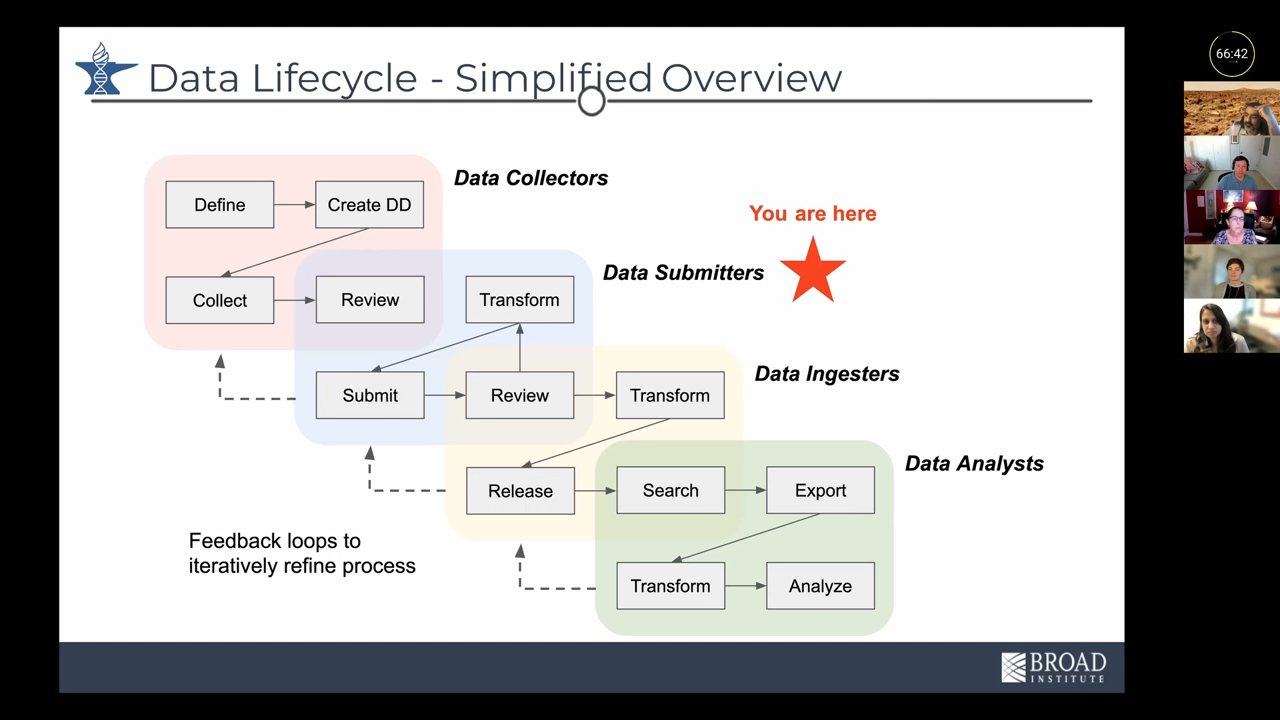 Data Lifecycle - Simplified Overview
66:42
Data Collectors
Define
Create DD
You are here
Data Submitters
Collect
Review
Transform
Data Ingesters
Submit
Review
Transform
Data Analysts
Release
Search
Export
Feedback loops to
iteratively refine process
Transform
Analyze
BROAD
INSTITUTE